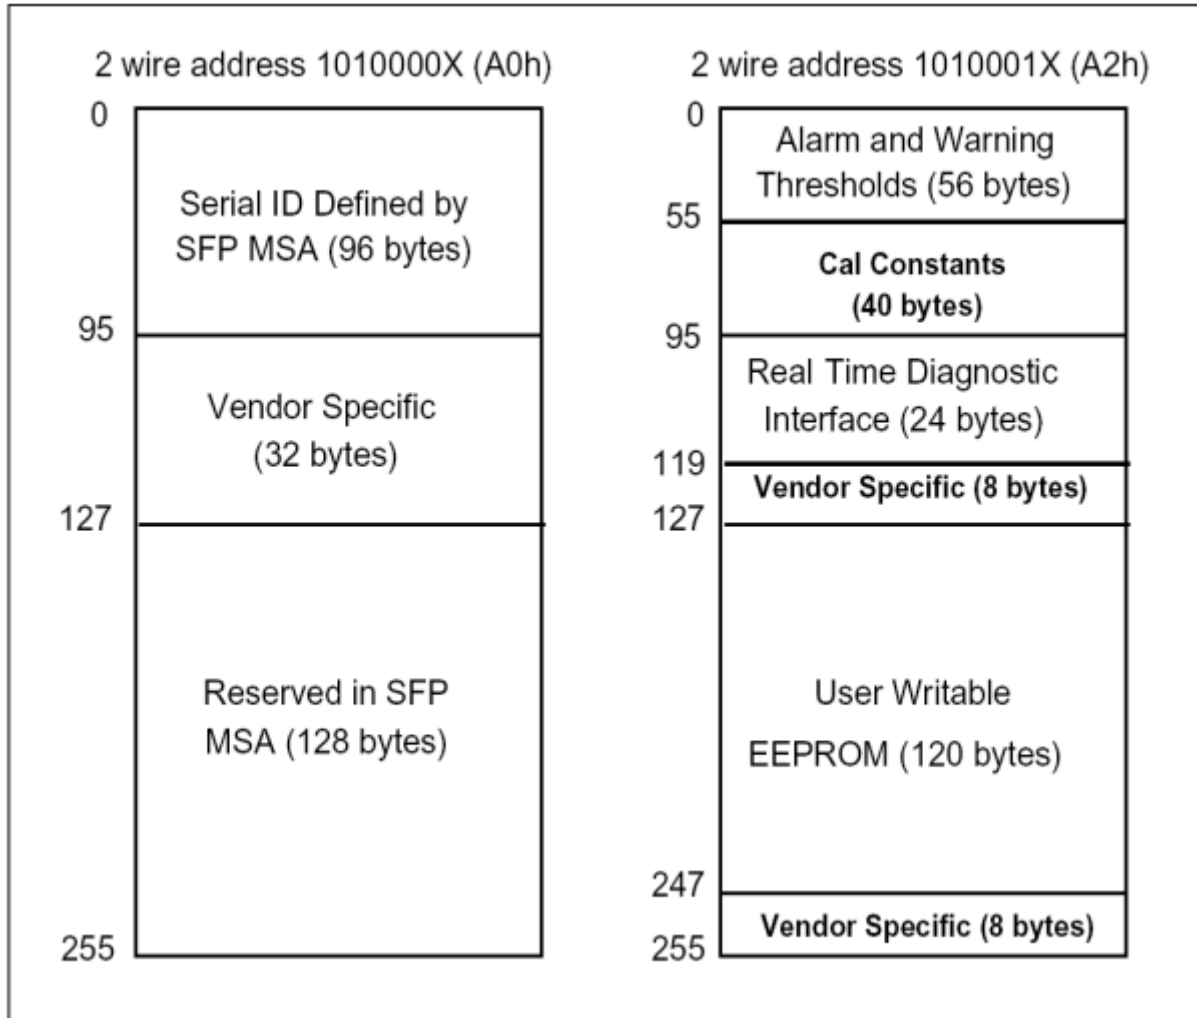 2 wire address 1010000X (A0h)
0
Serial ID Defined by
SFP MSA (96 bytes)
95
Vendor Specific
(32 bytes)
127
Reserved in SFP
MSA (128 bytes)
255
2 wire address 1010001X (A2h)
0
Alarm and Warning
Thresholds (56 bytes)
55
Cal Constants
(40 bytes)
95
Real Time Diagnostic
Interface (24 bytes)
119
Vendor Specific (8 bytes)
127
User Writable
EEPROM (120 bytes)
247
Vendor Specific (8 bytes)
255